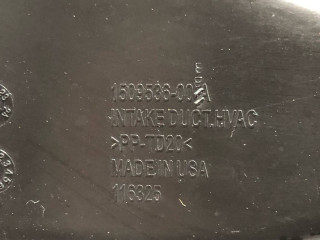 1509536-00-A
INTAKE DUCT.HVAC
>PP-TD20<
MADE IN USA
116325